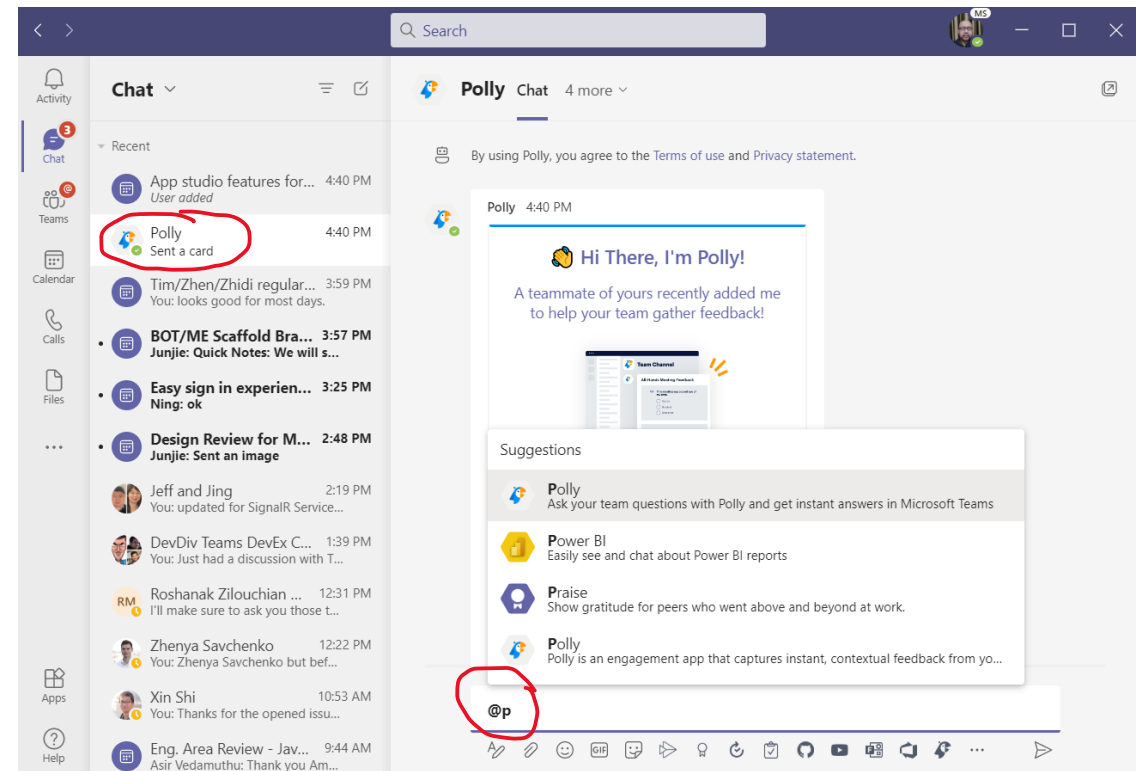 Search
MS
Activity
Chat
3
Teams
@
Calendar
Calls
Files
Apps
Help
Chat
Recent
App studio features for... 4:40 PM
User added
Polly 4:40 PM
Sent a card
Tim/Zhen/Zhidi regular... 3:59 PM
You: looks good for most days.
BOT/ME Scaffold Bra... 3:57 PM
Junjie: Quick Notes: We will s...
Easy sign in experien... 3:25 PM
Ning: ok
Design Review for M... 2:48 PM
Junjie: Sent an image
Jeff and Jing 2:19 PM
You: updated for SignalR Service...
DevDiv Teams DevEx C... 1:39 PM
You: Just had a discussion with T...
RM
Roshanak Zilouchian ... 12:31 PM
I'll make sure to ask you those t...
Zhenya Savchenko 12:22 PM
You: Zhenya Savchenko but bef...
Xin Shi 10:53 AM
You: Thanks for the opened issu...
Eng. Area Review - Jav... 9:44 AM
Asir Vedamuthu: Thank you Am...
Polly Chat 4 more
By using Polly, you agree to the Terms of use and Privacy statement.
Polly 4:40 PM
Hi There, I'm Polly!
A teammate of yours recently added me
to help your team gather feedback!
Team Channel
All Hands Meeting Feedback
Suggestions
Polly
Ask your team questions with Polly and get instant answers in Microsoft Teams
Power BI
Easily see and chat about Power BI reports
Praise
Show gratitude for peers who went above and beyond at work.
Polly
Polly is an engagement app that captures instant, contextual feedback from yo...
@p
GIF